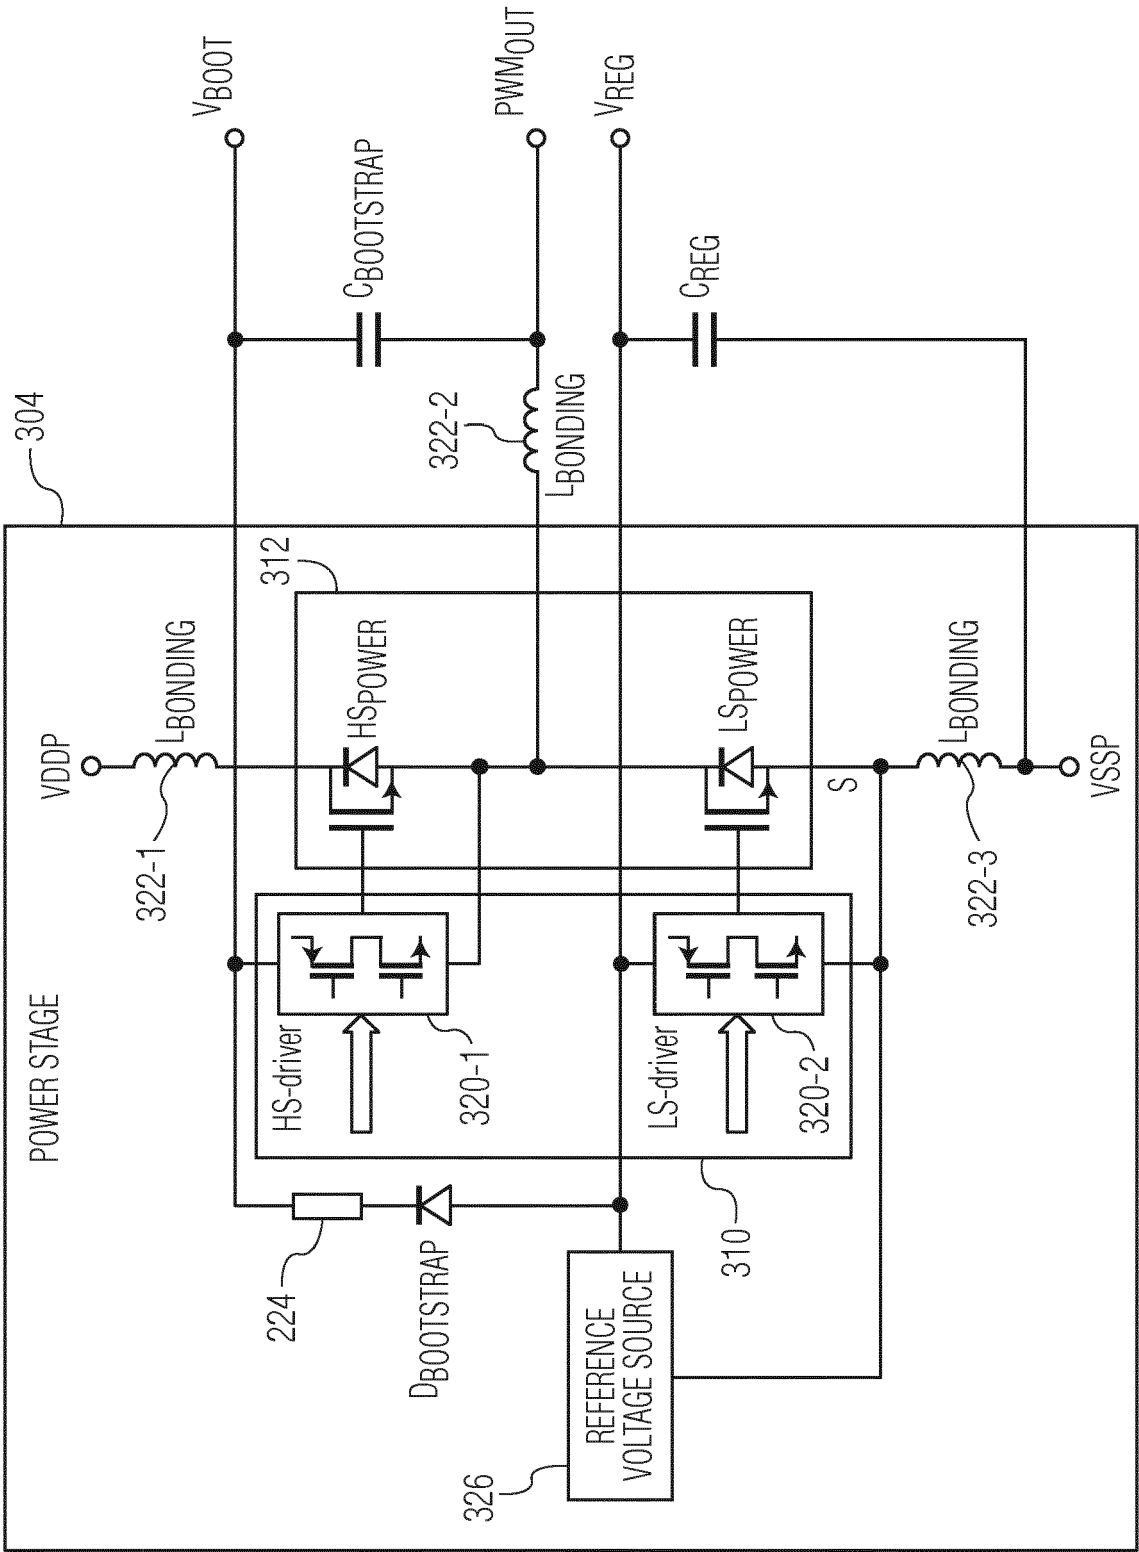 304
POWER STAGE
VDDP
322-1
LBONDING
VBOOT
312
HSPOWER
CBOOTSTRAP
HS-driver
320-1
224
DBOOTSTRAP
322-2
LBONDING
PWMOUT
VREG
CREG
LSPOWER
LS-driver
320-2
310
S
326
REFERENCE
VOLTAGE SOURCE
322-3
LBONDING
VSSP